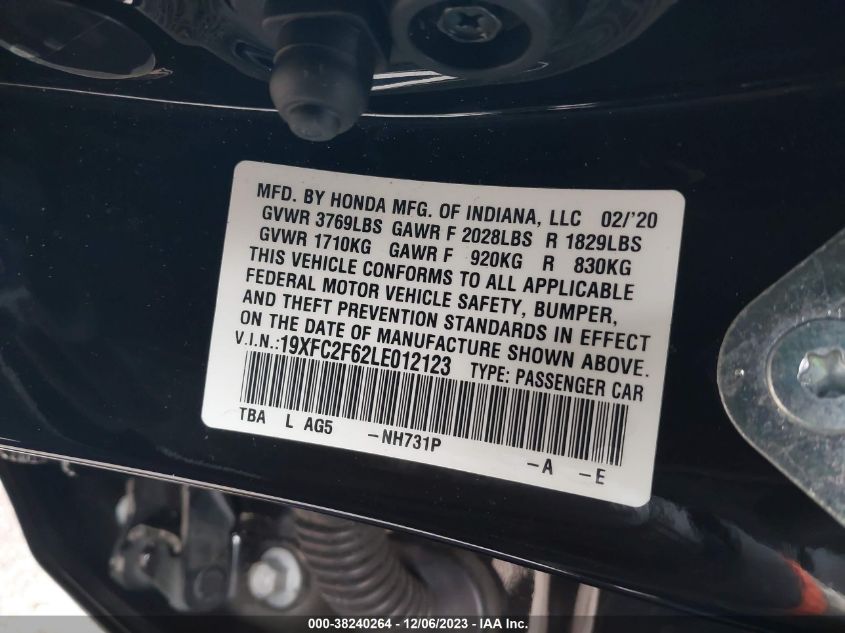 MFD. BY HONDA MFG. OF INDIANA, LLC 02/'20
GVWR 3769LBS GAWR F 2028LBS R 1829LBS
GVWR 1710KG GAWR F 920KG R 830KG
THIS VEHICLE CONFORMS TO ALL APPLICABLE
FEDERAL MOTOR VEHICLE SAFETY, BUMPER,
AND THEFT PREVENTION STANDARDS IN EFFECT
ON THE DATE OF MANUFACTURE SHOWN ABOVE.
V.I.N.:19XFC2F62LE012123 TYPE: PASSENGER CAR
TBA L AG5 -NH731P -A -E
000-38240264 - 12/06/2023 - © IAA Inc.